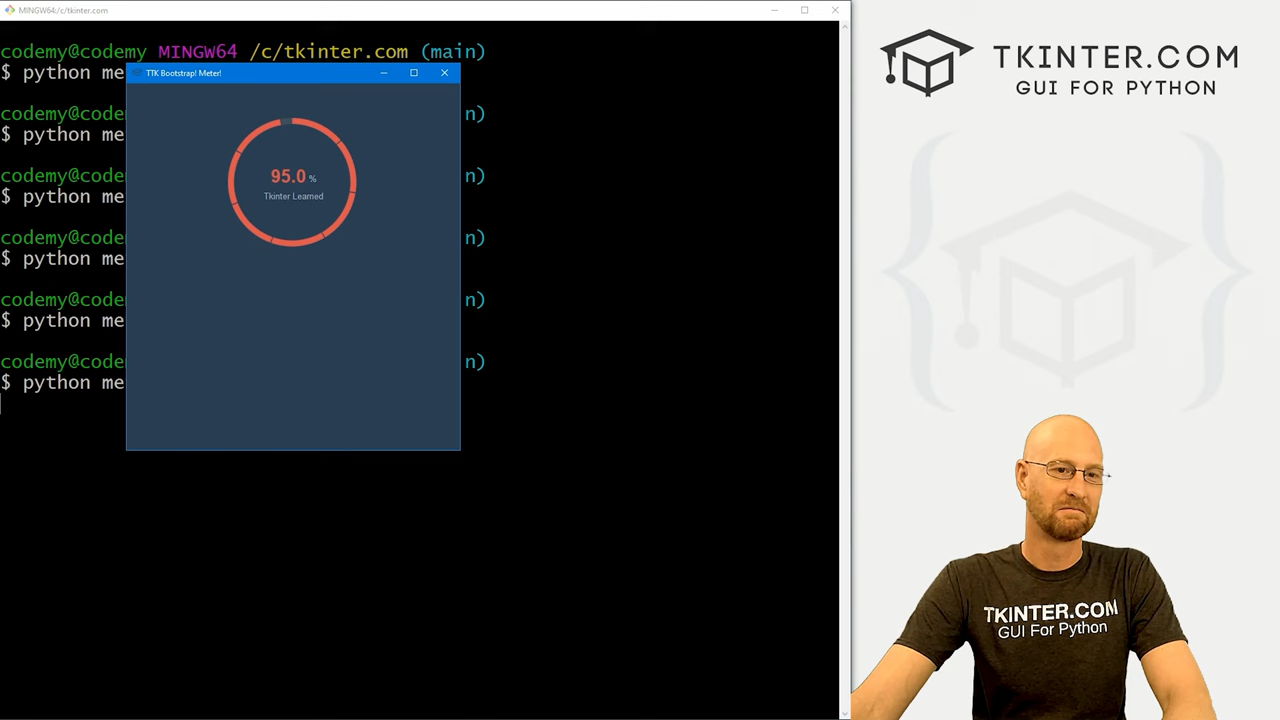 MINGW64:/c/tkinter.com
codemy@codemy MINGW64 /c/tkinter.com (main)
$ python me
TTK Bootstrap! Meter!
codemy@code
n)
$ python me
codemy@code
n)
$ python me
codemy@code
n)
$ python me
codemy@code
n)
$ python me
codemy@code
n)
$ python me
95.0 %
Tkinter Learned
TKINTER.COM
GUI FOR PYTHON
TKINTER.COM
GUI For Python